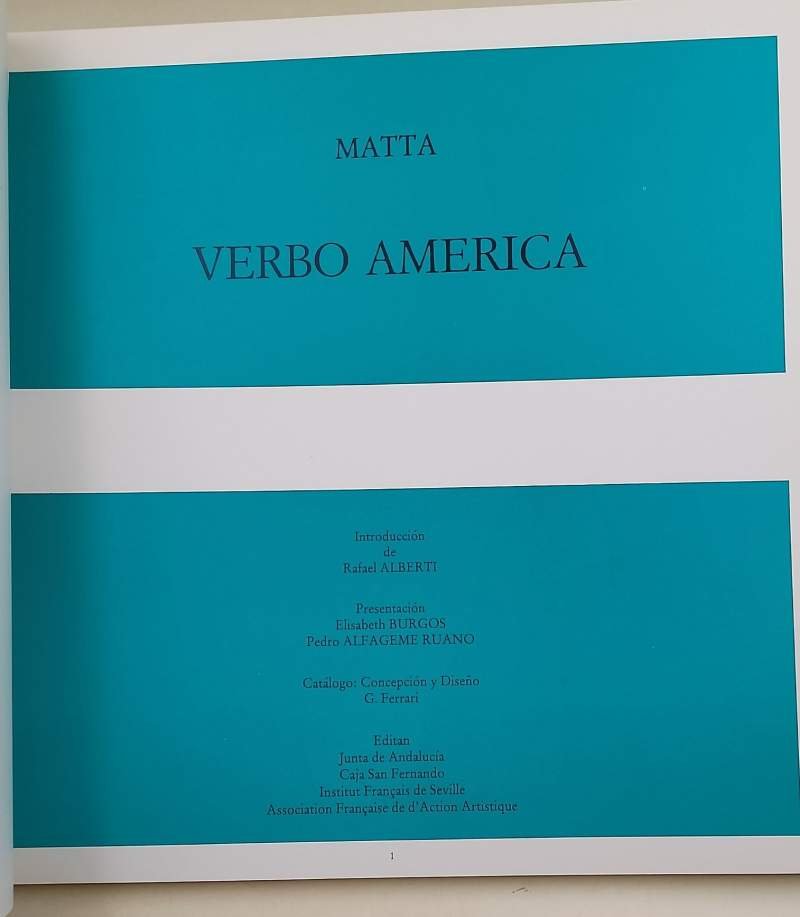 MATTA
VERBO AMERICA
Introducción
de
Rafael ALBERTI
Presentación
Elisabeth BURGOS
Pedro ALFAGEME RUANO
Catálogo: Concepción y Diseño
G. Ferrari
Editan
Junta de Andalucía
Caja San Fernando
Institut Français de Seville
Association Française de d'Action Artistique
1